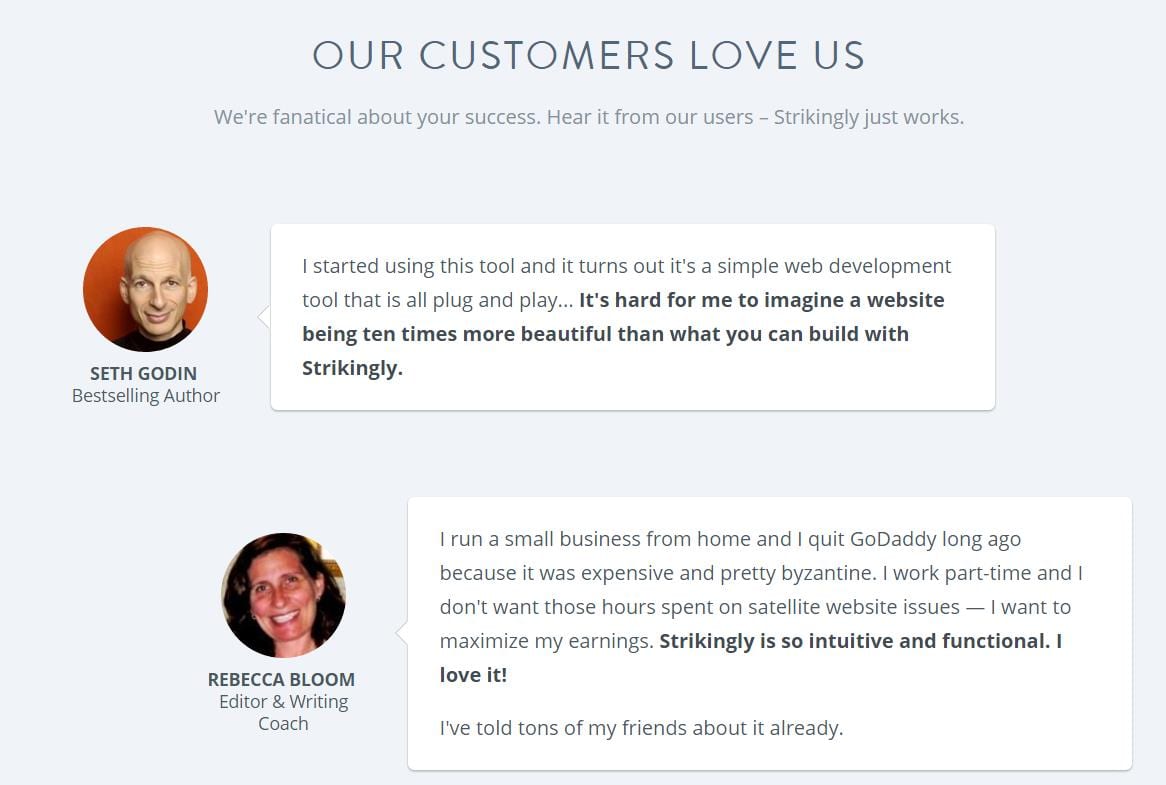 OUR CUSTOMERS LOVE US
We're fanatical about your success. Hear it from our users – Strikingly just works.
I started using this tool and it turns out it's a simple web development
tool that is all plug and play... It's hard for me to imagine a website
being ten times more beautiful than what you can build with
Strikingly.
SETH GODIN
Bestselling Author
I run a small business from home and I quit GoDaddy long ago
because it was expensive and pretty byzantine. I work part-time and I
don't want those hours spent on satellite website issues — I want to
maximize my earnings. Strikingly is so intuitive and functional. I
love it!
I've told tons of my friends about it already.
REBECCA BLOOM
Editor & Writing
Coach